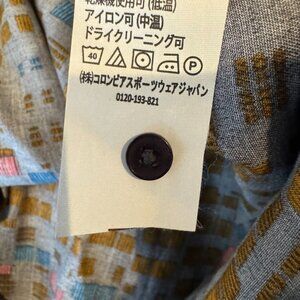 乾燥機使用可(低温)
アイロン可(中温)
ドライクリーニング可
40 P
(株)コロンビアスポーツウェアジャパン
0120-193-821